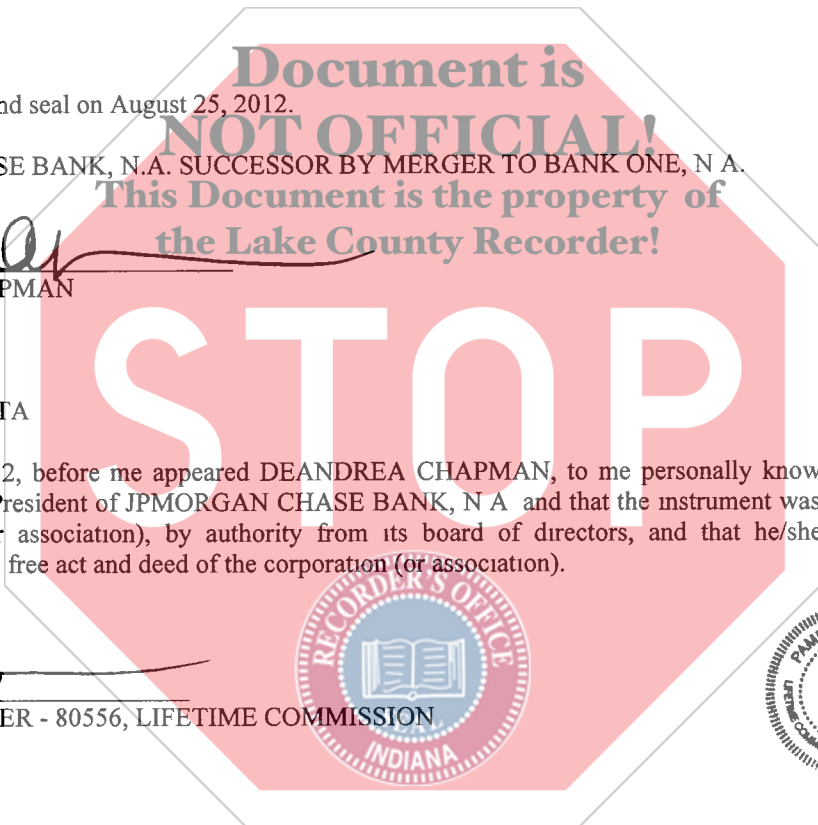 Document is
nd seal on August 25, 2012.
NOT OFFICIAL!
SE BANK, N.A. SUCCESSOR BY MERGER TO BANK ONE, N A.
This Document is the property of
the Lake County Recorder!
PMAN
STOP
TA
2, before me appeared DEANDREA CHAPMAN, to me personally know
President of JPMORGAN CHASE BANK, N A and that the instrument was
r association), by authority from its board of directors, and that he/she
free act and deed of the corporation (or association).
RECORDER'S OFFICE
SEAL
INDIANA
ER - 80556, LIFETIME COMMISSION
PAM
LIFETIME COMM